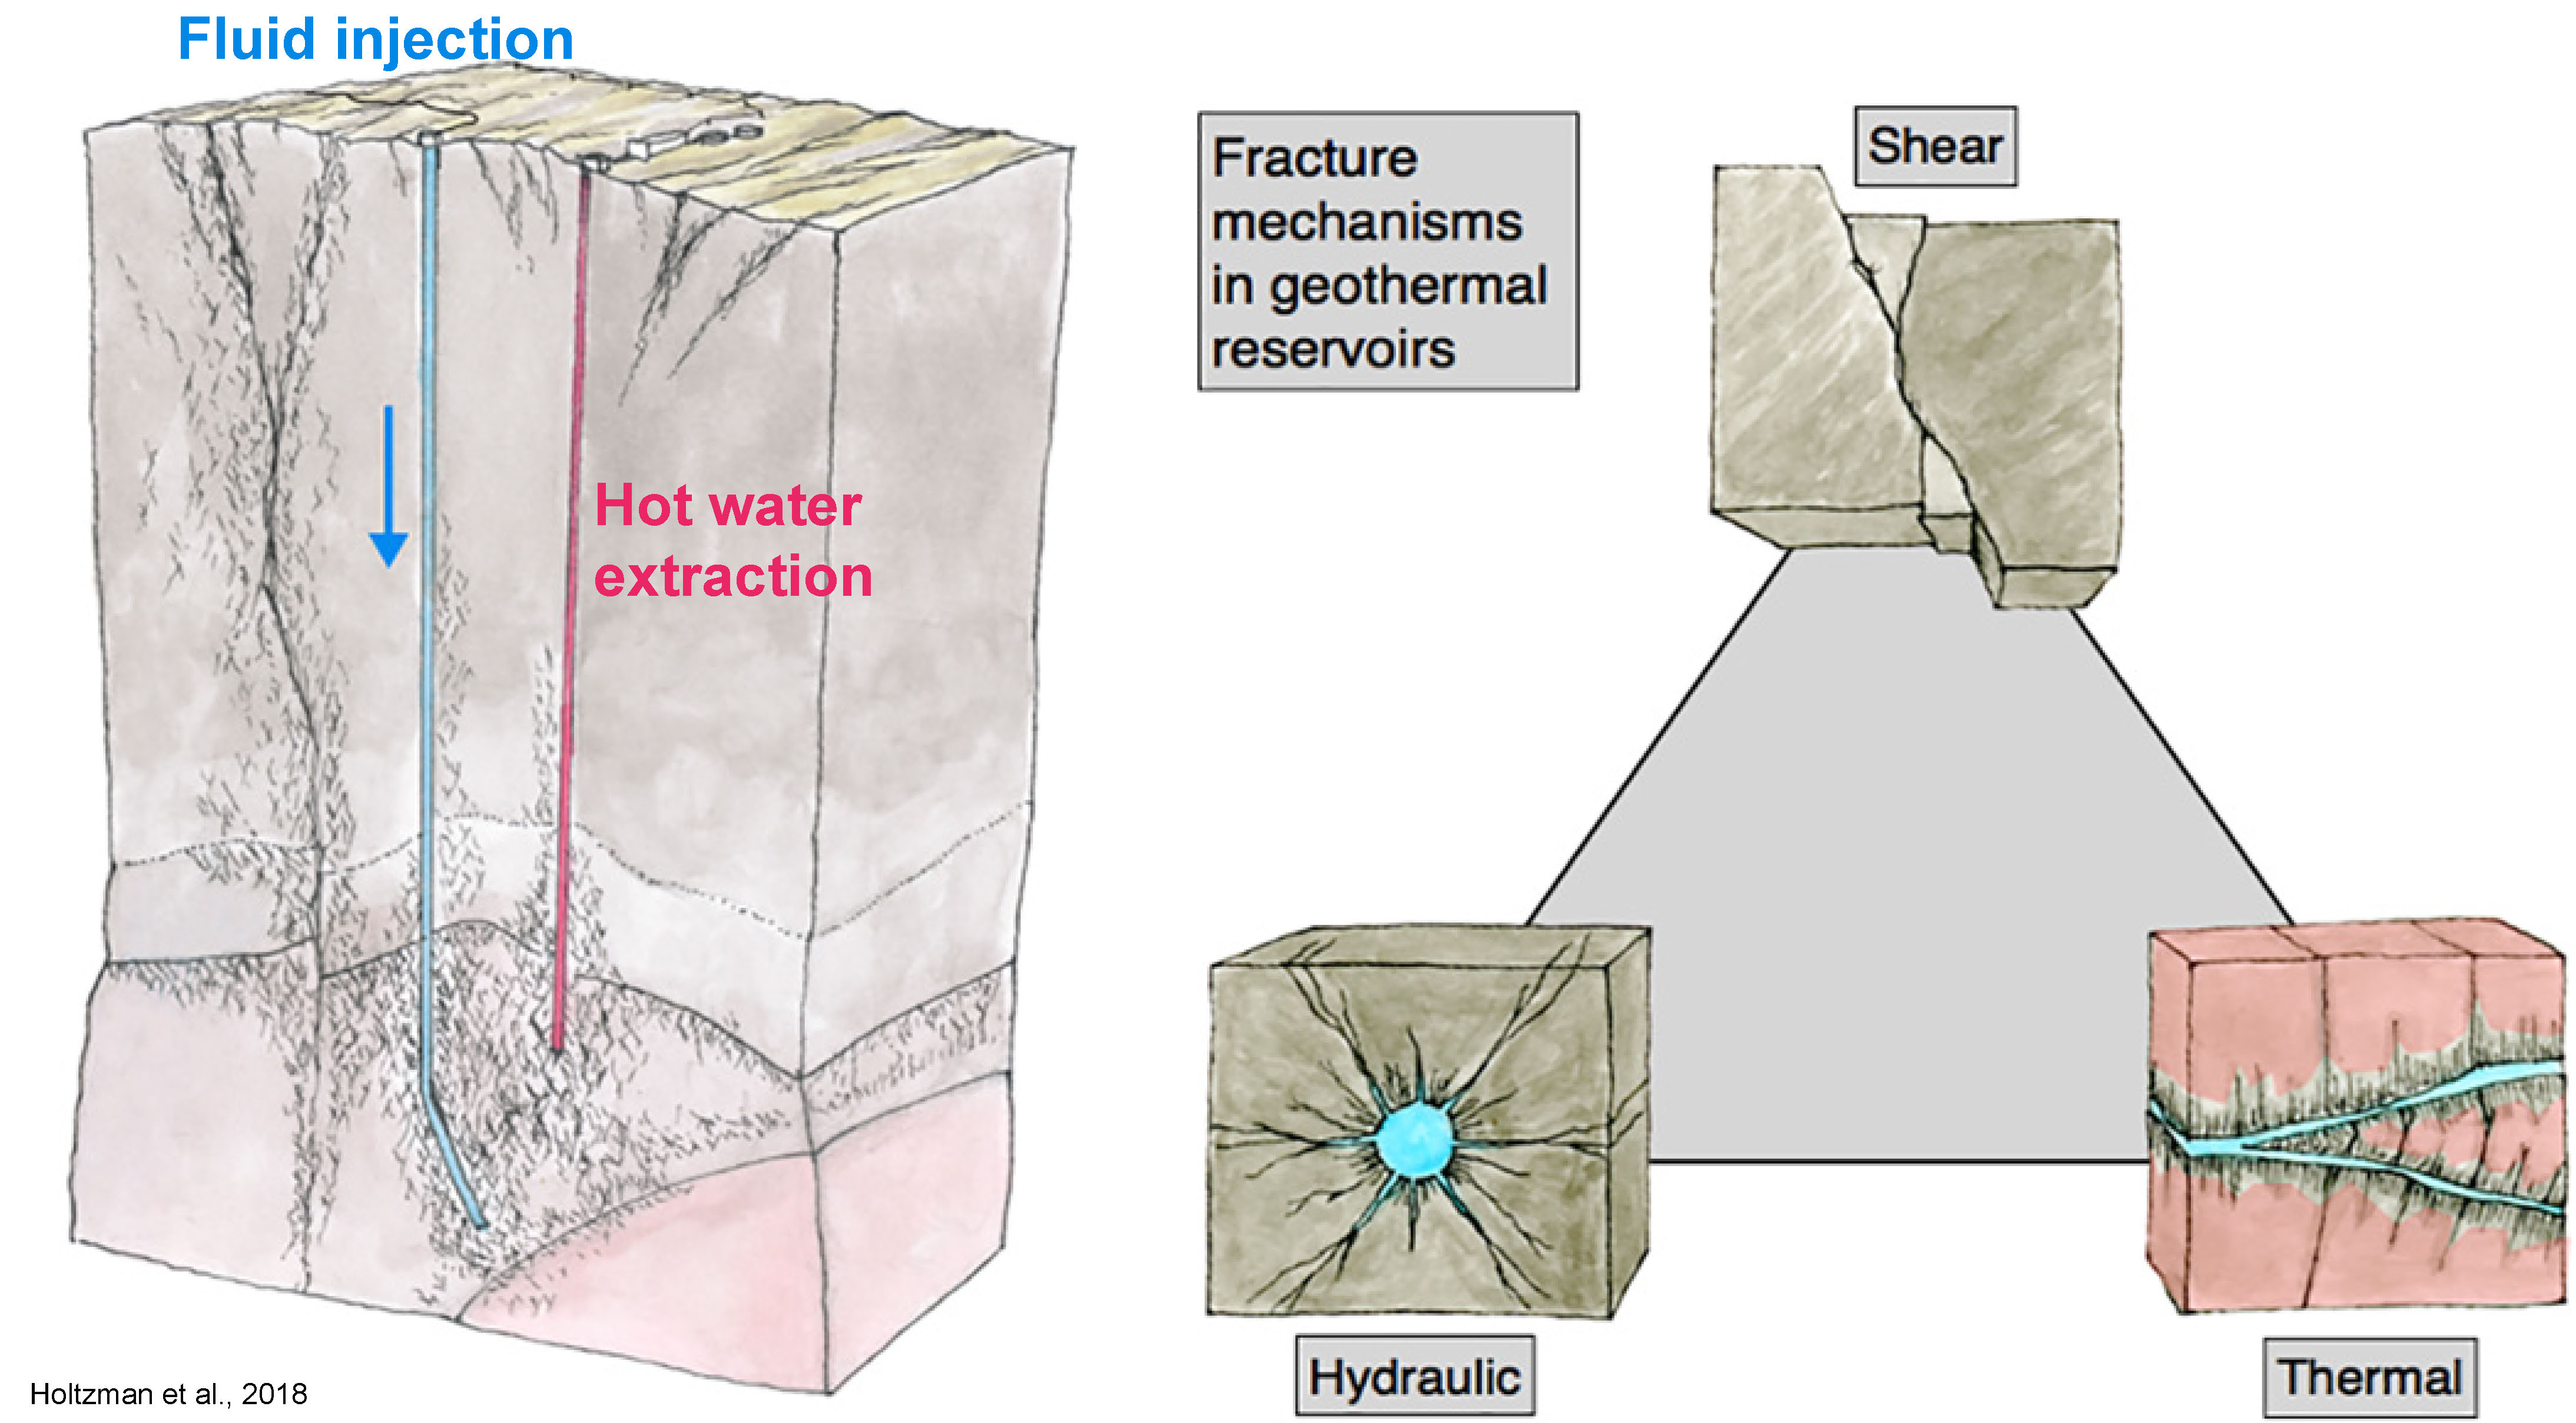 Fluid injection
Hot water
extraction
Fracture
mechanisms
in geothermal
reservoirs
Shear
Hydraulic
Thermal
Holtzman et al., 2018